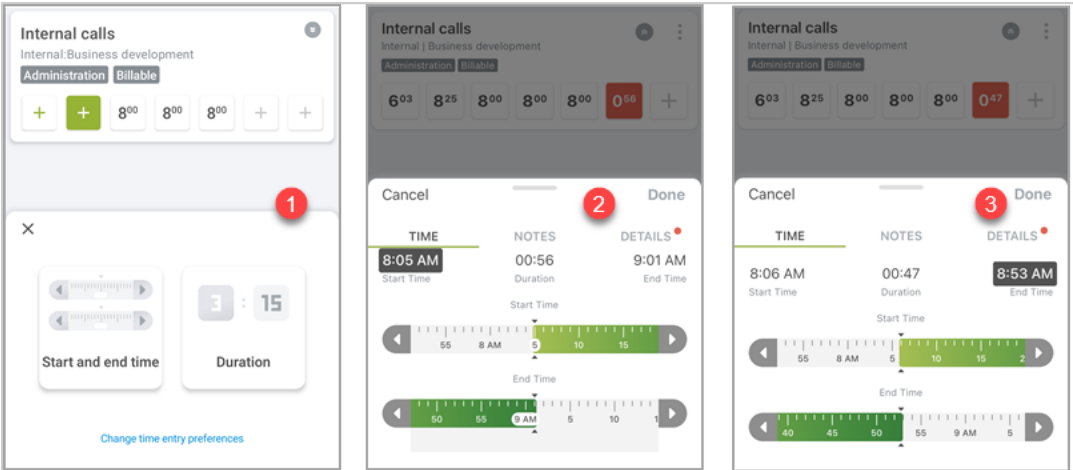 Internal calls
Internal:Business development
Administration Billable
+ + 800 800 800 + +
1
×
3 : 15
Start and end time Duration
Change time entry preferences
Internal calls
Internal | Business development
Administration Billable
603 825 800 800 800 056 +
2
Cancel Done
TIME NOTES DETAILS
8:05 AM 00:56 9:01 AM
Start Time Duration End Time
Start Time
55 8 AM 5 10 15
End Time
50 55 9 AM 5 10 1
Internal calls
Internal | Business development
Administration Billable
603 825 800 800 800 047 +
3
Cancel Done
TIME NOTES DETAILS
8:06 AM 00:47 8:53 AM
Start Time Duration End Time
Start Time
55 8 AM 5 10 15 2
End Time
40 45 50 55 9 AM 5